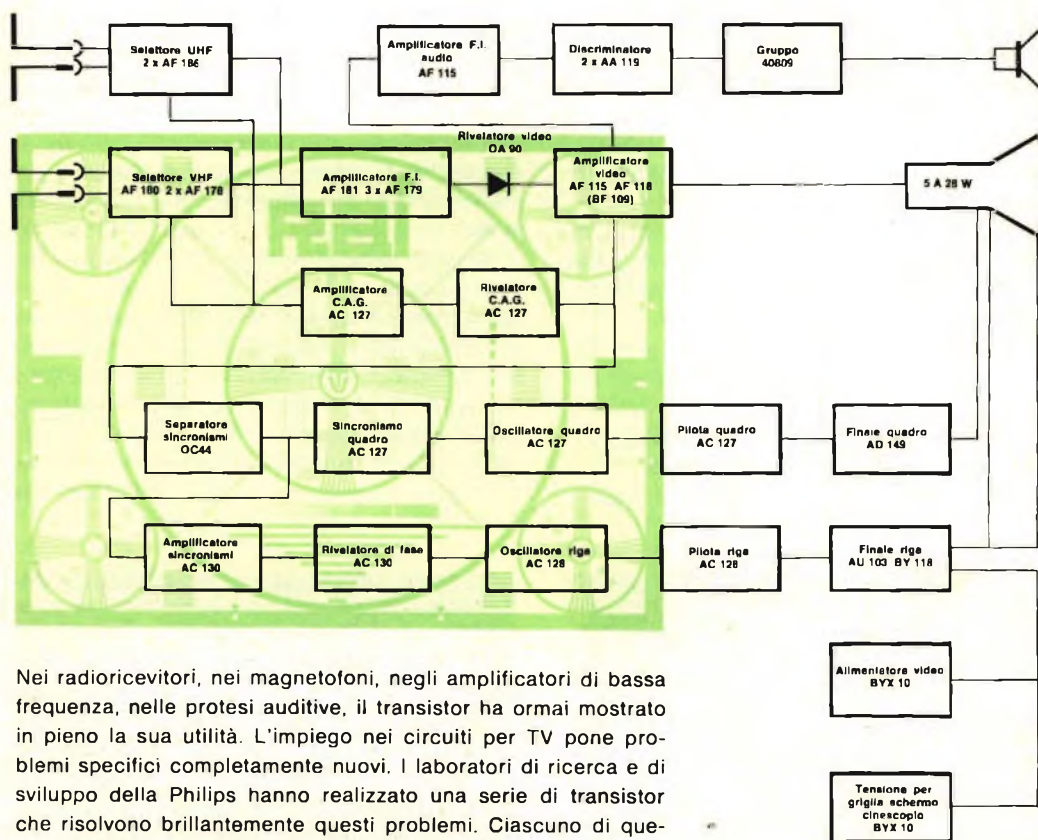 Selettore UHF
2 x AF 186
Amplificatore F.I.
audio
AF 115
Discriminatore
2 x AA 119
Gruppo
40809
Selettore VHF
AF 180 2 x AF 178
Amplificatore F.I.
AF 181 3 x AF 179
Rivelatore video
OA 90
Amplificatore
video
AF 115 AF 118
(BF 109)
5 A 28 W
RAI
Amplificatore
C.A.G.
AC 127
Rivelatore
C.A.G.
AC 127
Separatore
sincronismi
OC44
Sincronismo
quadro
AC 127
Oscillatore quadro
AC 127
Pilota quadro
AC 127
Finale quadro
AD 149
Amplificatore
sincronismi
AC 130
Rivelatore di fase
AC 130
Oscillatore riga
AC 128
Pilota riga
AC 128
Finale riga
AU 103 BY 118
Alimentatore video
BYX 10
Tensione per
griglia schermo
cinescopio
BYX 10
Nei radioricevitori, nei magnetofoni, negli amplificatori di bassa
frequenza, nelle protesi auditive, il transistor ha ormai mostrato
in pieno la sua utilità. L'impiego nei circuiti per TV pone pro-
blemi specifici completamente nuovi. I laboratori di ricerca e di
sviluppo della Philips hanno realizzato una serie di transistor
che risolvono brillantemente questi problemi. Ciascuno di que-